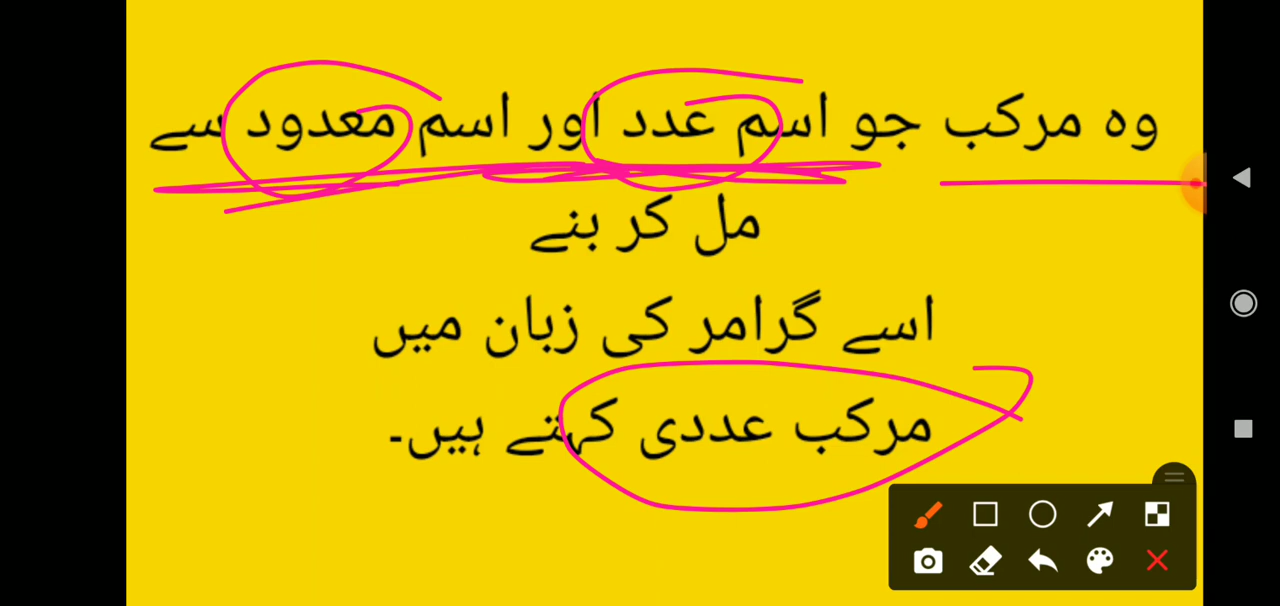 وہ مرکب جو اسم عدد اور اسم معدود سے
مل کر بنے
اسے گرامر کی زبان میں
مرکب عددی کہتے ہیں۔